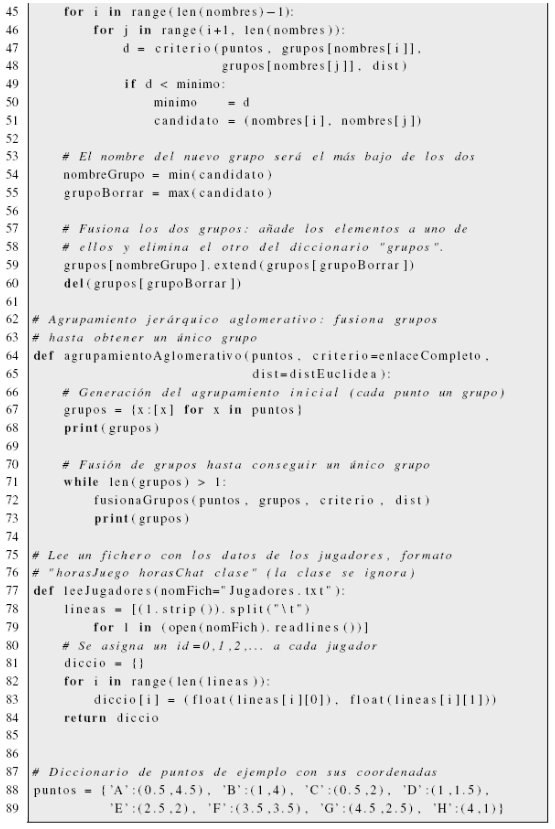 45 for i in range(len(nombres)-1):
46 for j in range(i+1, len(nombres)):
47 d = criterio(puntos, grupos[nombres[i]],
48 grupos[nombres[j]], dist)
49 if d < minimo:
50 minimo = d
51 candidato = (nombres[i], nombres[j])
52
53 # El nombre del nuevo grupo será el más bajo de los dos
54 nombreGrupo = min(candidato)
55 grupoBorrar = max(candidato)
56
57 # Fusiona los dos grupos: añade los elementos a uno de
58 # ellos y elimina el otro del diccionario "grupos".
59 grupos[nombreGrupo].extend(grupos[grupoBorrar])
60 del(grupos[grupoBorrar])
61
62 # Agrupamiento jerárquico aglomerativo: fusiona grupos
63 # hasta obtener un único grupo
64 def agrupamientoAglomerativo(puntos, criterio=enlaceCompleto,
65 dist=distEuclidea):
66 # Generación del agrupamiento inicial (cada punto un grupo)
67 grupos = {x:[x] for x in puntos}
68 print(grupos)
69
70 # Fusión de grupos hasta conseguir un único grupo
71 while len(grupos) > 1:
72 fusionaGrupos(puntos, grupos, criterio, dist)
73 print(grupos)
74
75 # Lee un fichero con los datos de los jugadores, formato
76 # "horasJuego horasChat clase" (la clase se ignora)
77 def leeJugadores(nomFich="Jugadores.txt"):
78 lineas = [(l.strip()).split("\t")
79 for l in (open(nomFich).readlines())]
80 # Se asigna un id=0,1,2,... a cada jugador
81 diccio = {}
82 for i in range(len(lineas)):
83 diccio[i] = (float(lineas[i][0]), float(lineas[i][1]))
84 return diccio
85
86
87 # Diccionario de puntos de ejemplo con sus coordenadas
88 puntos = {'A':(0.5,4.5), 'B':(1,4), 'C':(0.5,2), 'D':(1,1.5),
89 'E':(2.5,2), 'F':(3.5,3.5), 'G':(4.5,2.5), 'H':(4,1)}